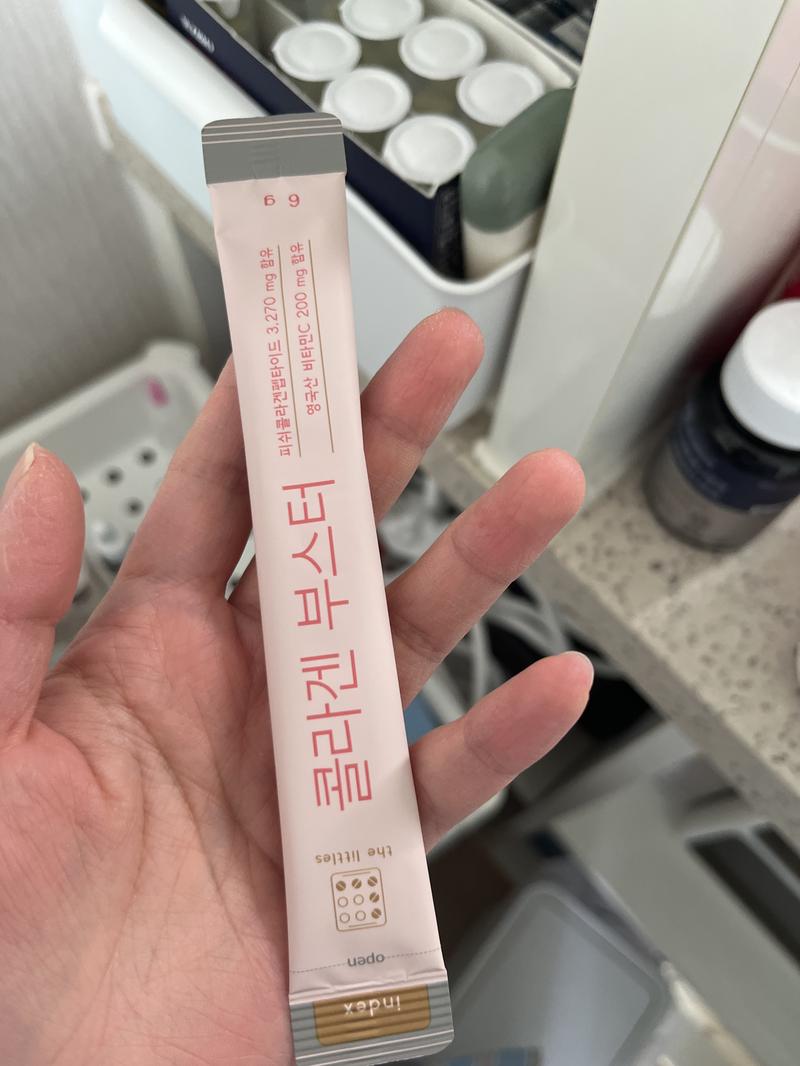 index
open
the littles
콜라겐 부스터
피쉬콜라겐펩타이드 3.270 mg 함유
영국산 비타민C 200 mg 함유
6 g